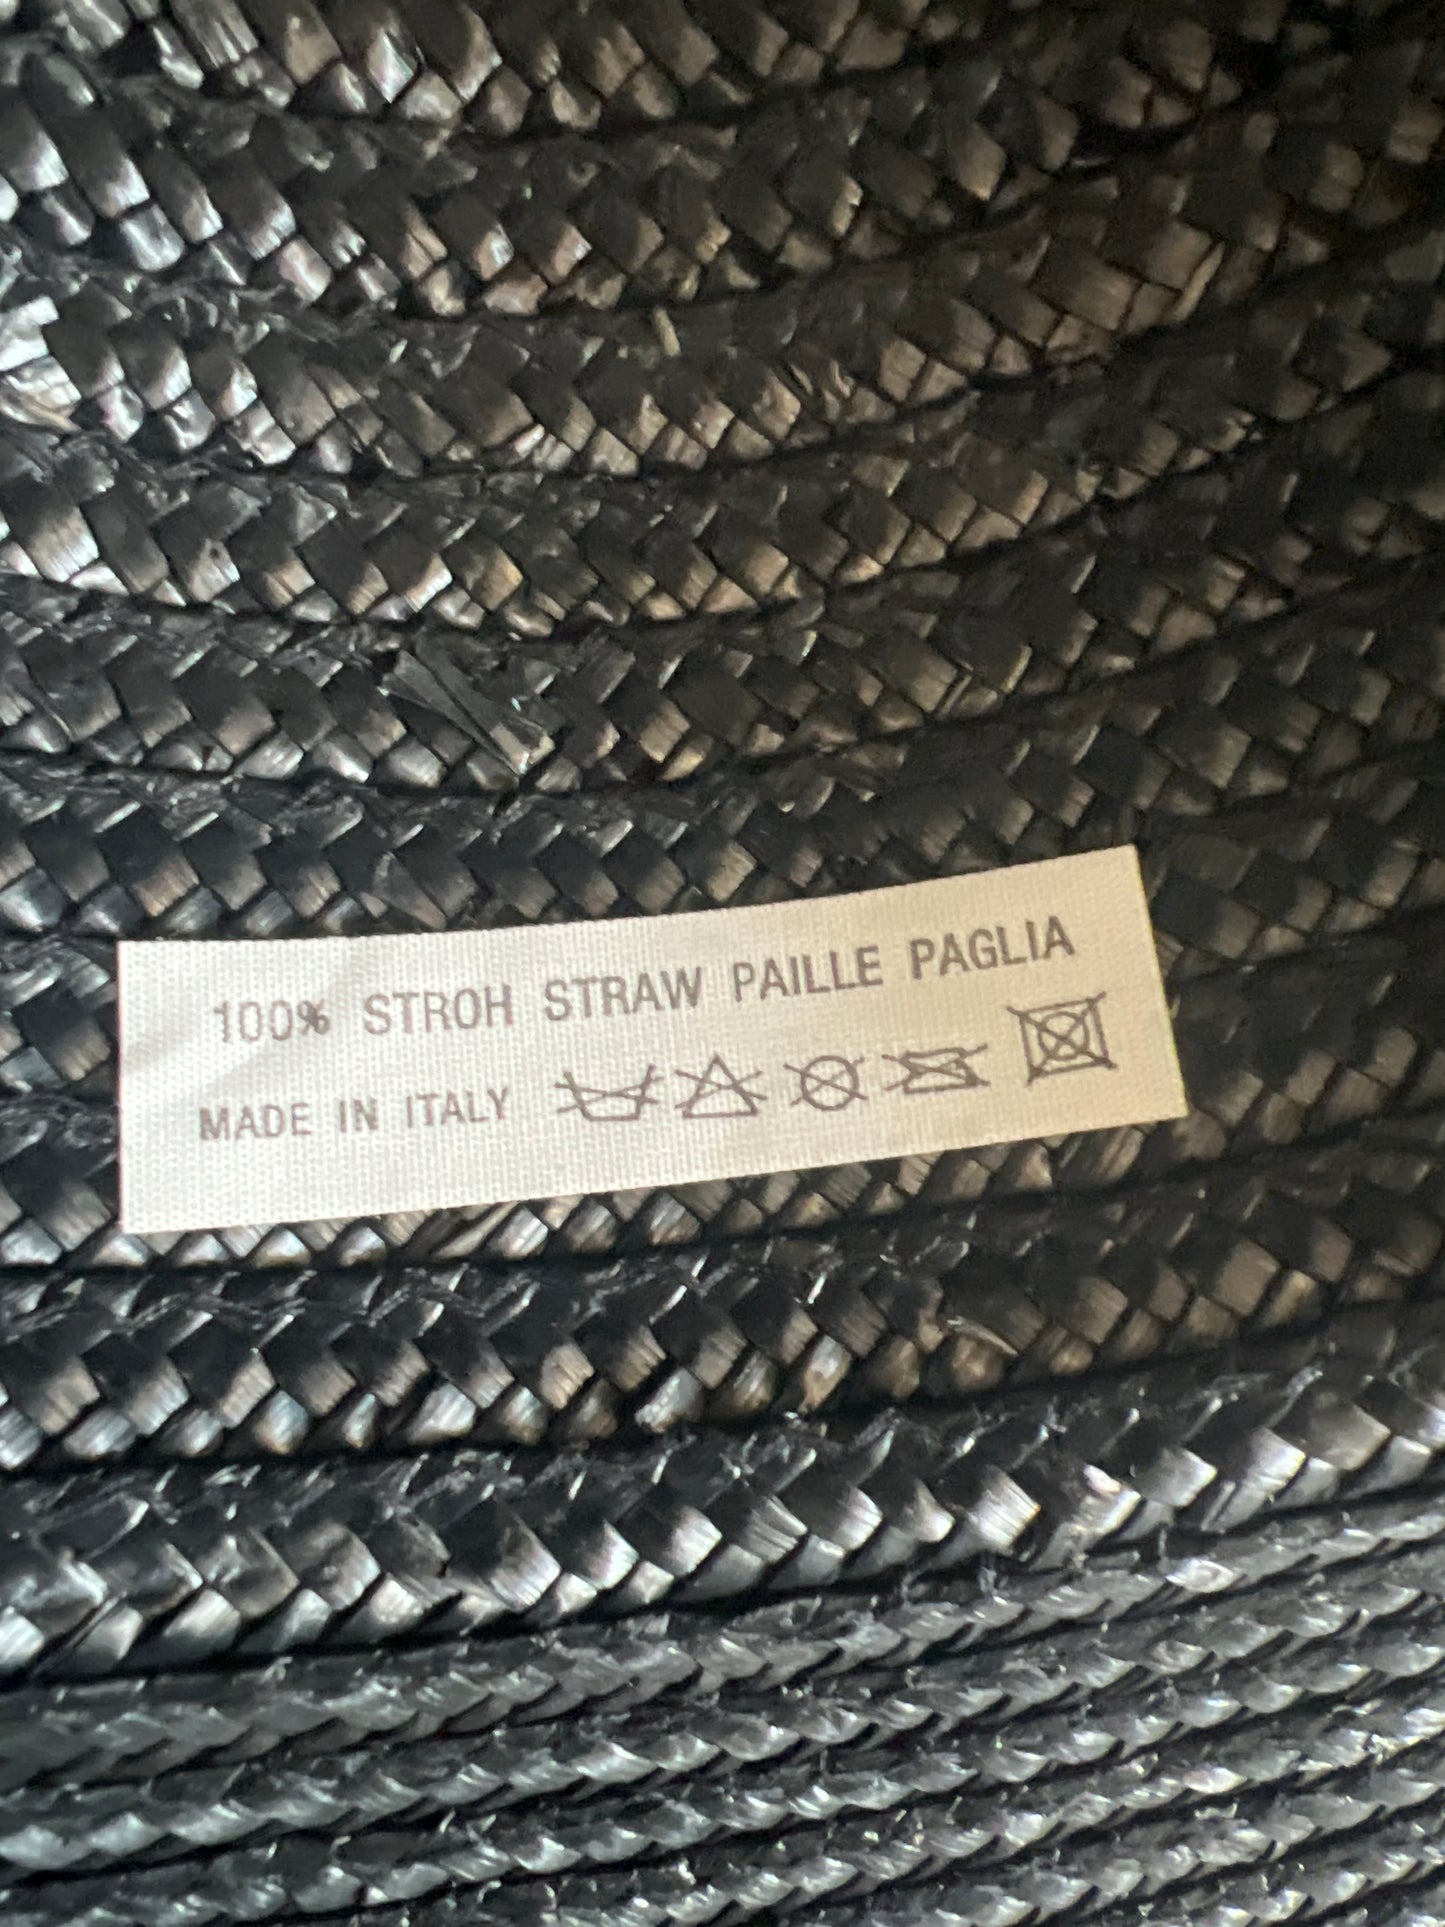 100% STROH STRAW PAILLE PAGLIA
MADE IN ITALY